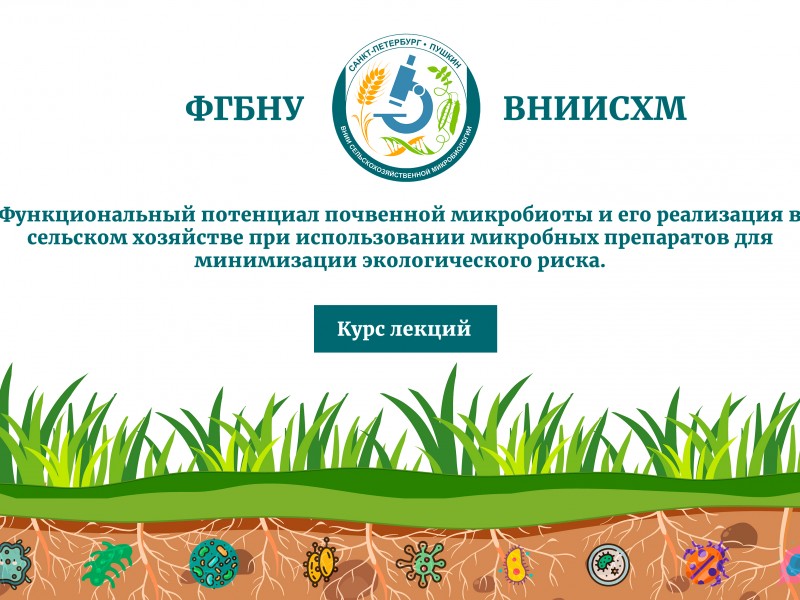 САНКТ-ПЕТЕРБУРГ • ПУШКИН
ФГБНУ
ВНИИСХМ
ВНИИ СЕЛЬСКОХОЗЯЙСТВЕННОЙ МИКРОБИОЛОГИИ
Функциональный потенциал почвенной микробиоты и его реализация в
сельском хозяйстве при использовании микробных препаратов для
минимизации экологического риска.
Курс лекций